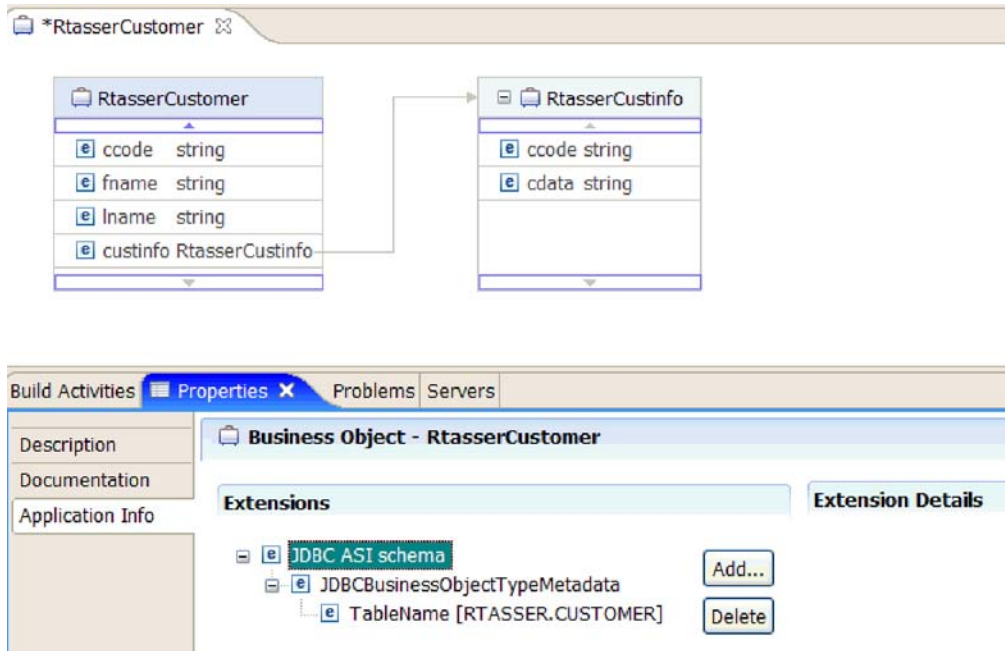 *RtasserCustomer
RtasserCustomer
e ccode string
e fname string
e lname string
e custinfo RtasserCustinfo
RtasserCustinfo
e ccode string
e cdata string
Build Activities Properties Problems Servers
Description
Documentation
Application Info
Business Object - RtasserCustomer
Extensions
Extension Details
e JDBC ASI schema
e JDBCBusinessObjectTypeMetadata
e TableName [RTASSER.CUSTOMER]
Add...
Delete